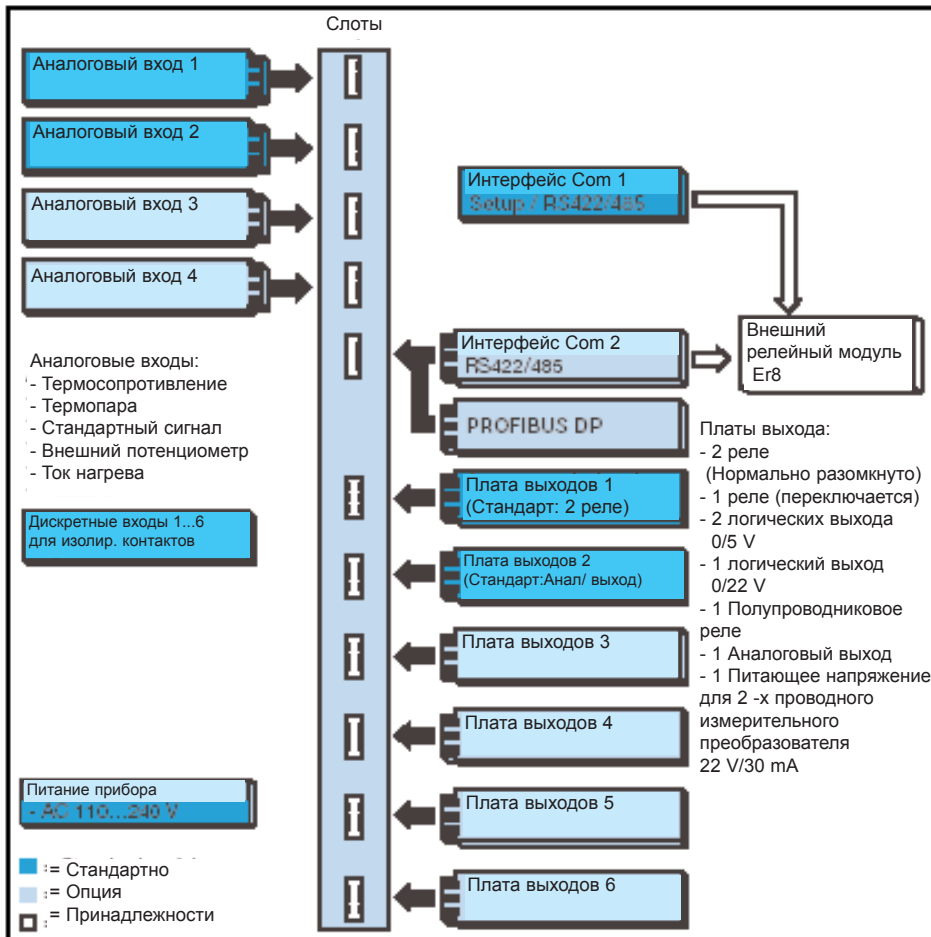 Слоты
Аналоговый вход 1
Аналоговый вход 2
Аналоговый вход 3
Аналоговый вход 4
Аналоговые входы:
- Термосопротивление
- Термопара
- Стандартный сигнал
- Внешний потенциометр
- Ток нагрева
Дискретные входы 1...6
для изолир. контактов
Питание прибора
- AC 110...240 V
= Стандартно
= Опция
= Принадлежности
Интерфейс Com 1
Setup / RS422/485
Интерфейс Com 2
RS422/485
PROFIBUS DP
Плата выходов 1
(Стандарт: 2 реле)
Плата выходов 2
(Стандарт:Анал/ выход)
Плата выходов 3
Плата выходов 4
Плата выходов 5
Плата выходов 6
Внешний
релейный модуль
Er8
Платы выхода:
- 2 реле
(Нормально разомкнуто)
- 1 реле (переключается)
- 2 логических выхода
0/5 V
- 1 логический выход
0/22 V
- 1 Полупроводниковое
реле
- 1 Аналоговый выход
- 1 Питающее напряжение
для 2 -х проводного
измерительного
преобразователя
22 V/30 mA